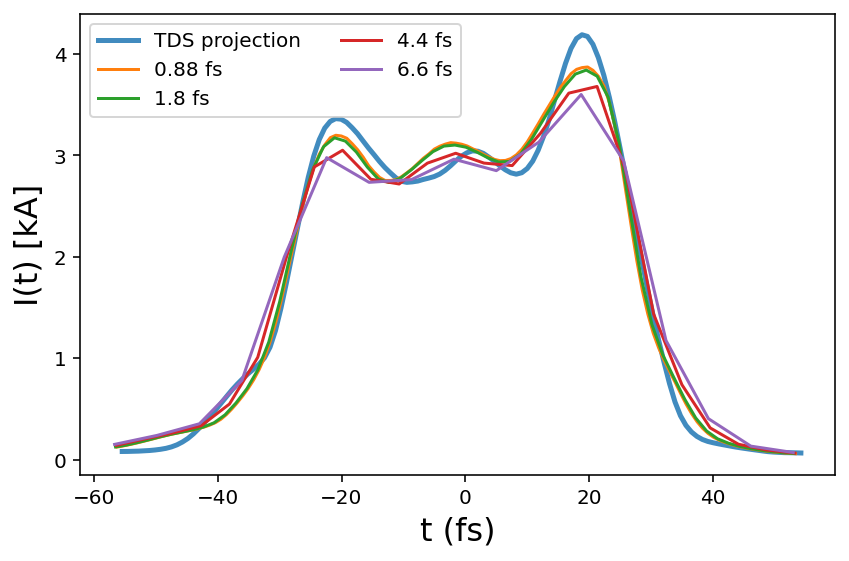 TDS projection
0.88 fs
1.8 fs
4.4 fs
6.6 fs
I(t) [kA]
4
3
2
1
0
−60
−40
−20
0
20
40
t (fs)